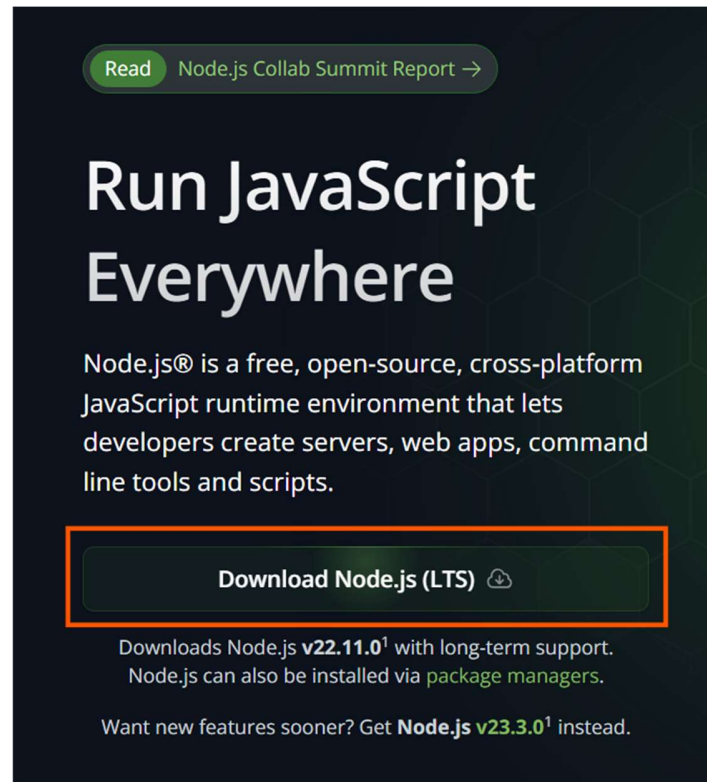 Read Node.js Collab Summit Report →
Run JavaScript
Everywhere
Node.js® is a free, open-source, cross-platform
JavaScript runtime environment that lets
developers create servers, web apps, command
line tools and scripts.
Download Node.js (LTS)
Downloads Node.js v22.11.0¹ with long-term support.
Node.js can also be installed via package managers.
Want new features sooner? Get Node.js v23.3.0¹ instead.